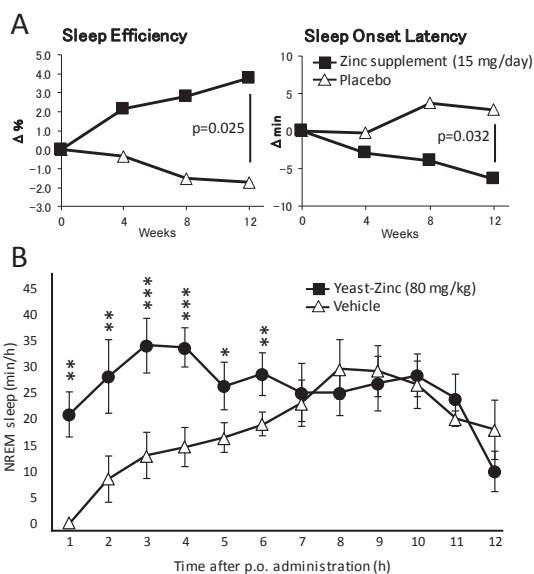 A
Sleep Efficiency
5.0
4.0
3.0
2.0
1.0
0.0
-1.0
-2.0
-3.0
Δ %
p=0.025
0 4 8 12
Weeks
Sleep Onset Latency
10
5
0
-5
-10
Δ min
Zinc supplement (15 mg/day)
Placebo
p=0.032
0 4 8 12
Weeks
B
45
40
35
30
25
20
15
10
5
0
NREM sleep (min/h)
Yeast-Zinc (80 mg/kg)
Vehicle
** ** *** *** * **
1 2 3 4 5 6 7 8 9 10 11 12
Time after p.o. administration (h)